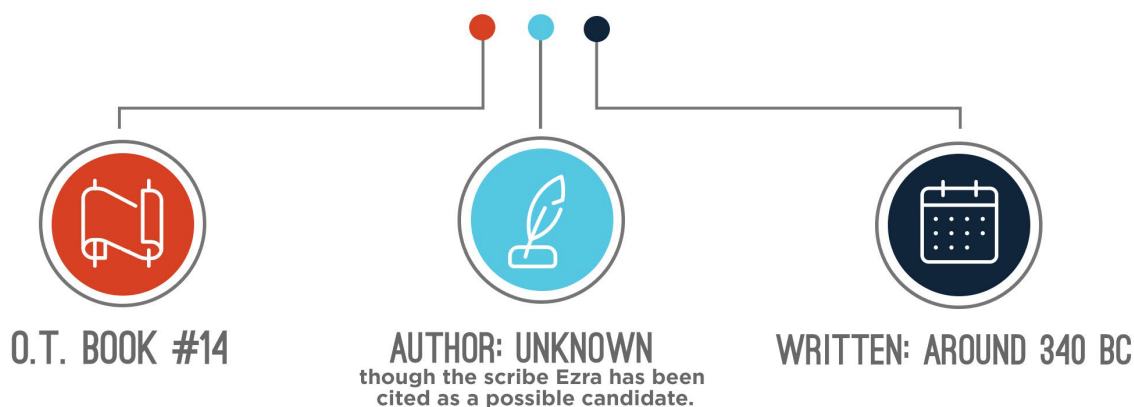 O.T. BOOK #14
AUTHOR: UNKNOWN
though the scribe Ezra has been
cited as a possible candidate.
WRITTEN: AROUND 340 BC